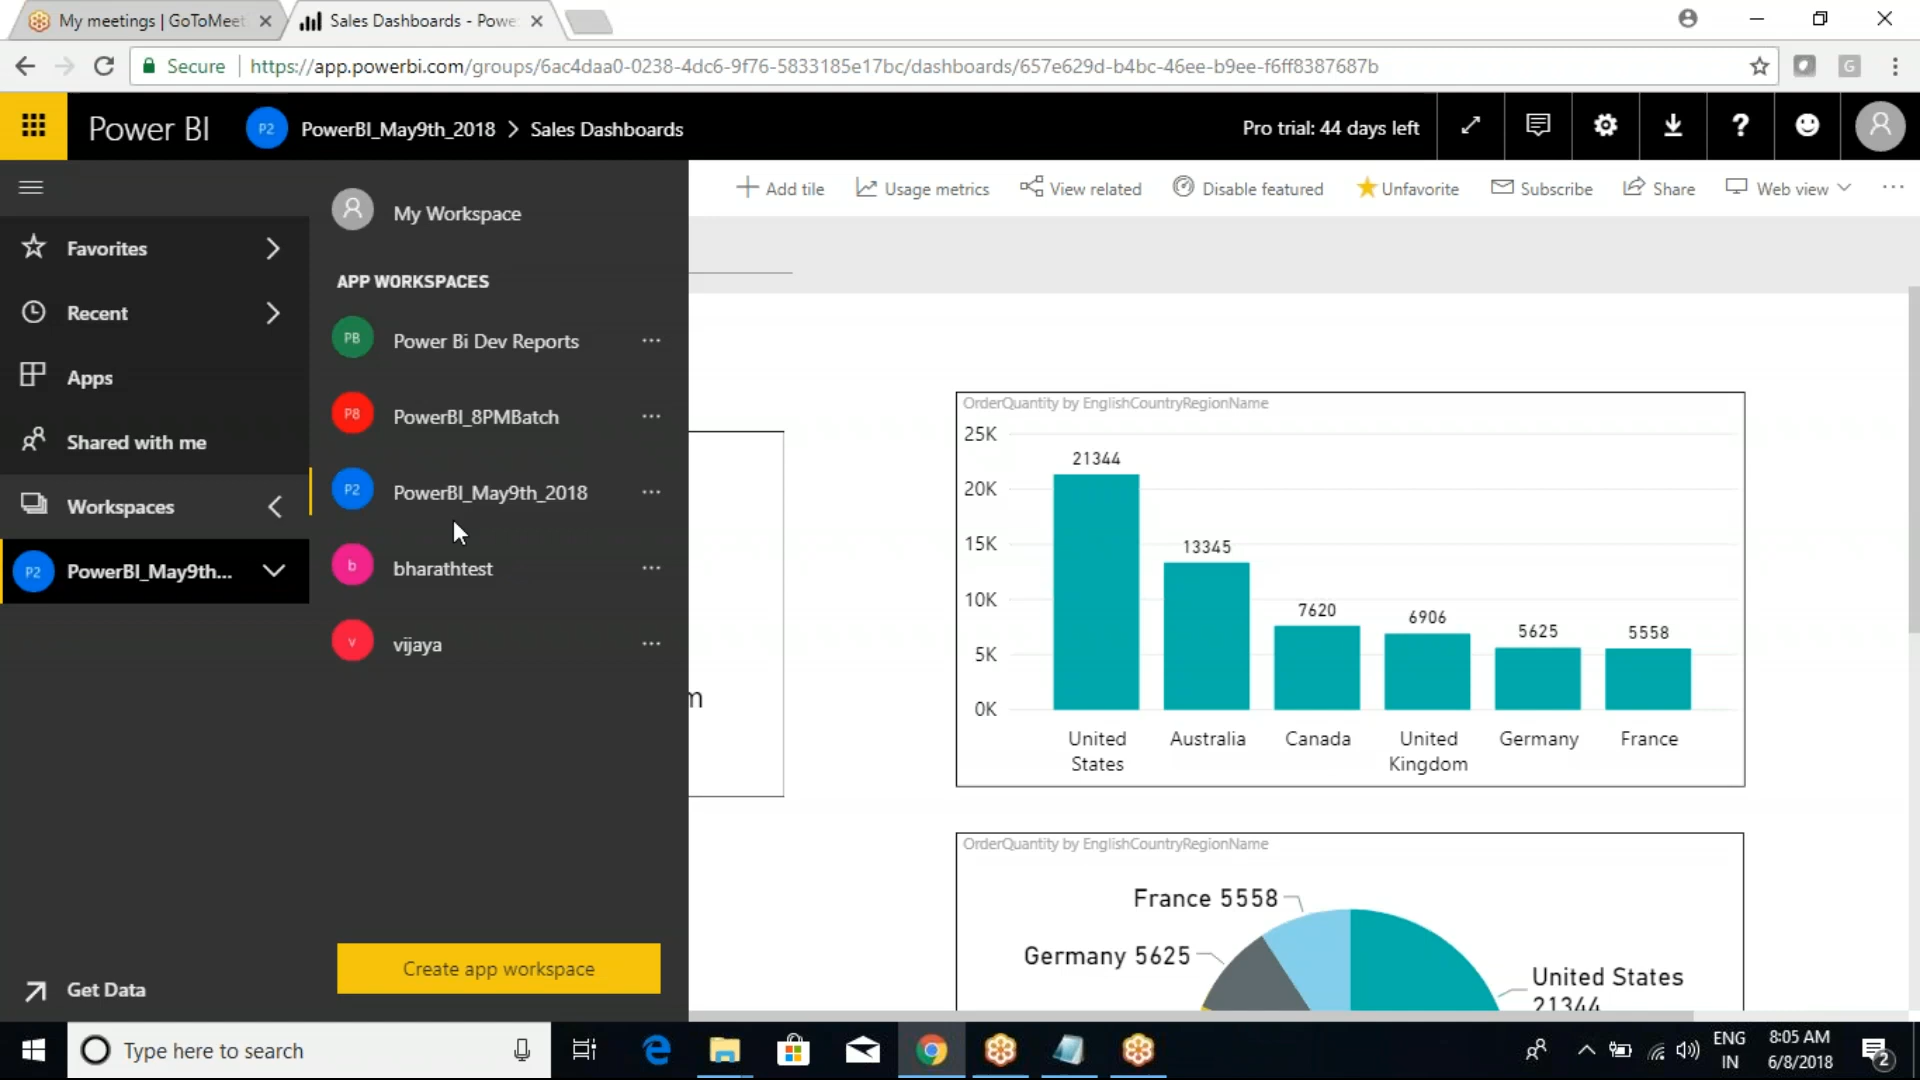 My meetings | GoToMeet
Sales Dashboards - Powe
Secure
https://app.powerbi.com/groups/6ac4daa0-0238-4dc6-9f76-5833185e17bc/dashboards/657e629d-b4bc-46ee-b9ee-f6ff8387687b
G
Power BI
P2
PowerBI_May9th_2018 > Sales Dashboards
Pro trial: 44 days left
?
Add tile
Usage metrics
View related
Disable featured
Unfavorite
Subscribe
Share
Web view
Favorites
Recent
Apps
Shared with me
Workspaces
P2
PowerBI_May9th...
Get Data
My Workspace
APP WORKSPACES
PB
Power Bi Dev Reports
P8
PowerBI_8PMBatch
P2
PowerBI_May9th_2018
b
bharathtest
v
vijaya
Create app workspace
m
OrderQuantity by EnglishCountryRegionName
25K
20K
15K
10K
5K
0K
21344
13345
7620
6906
5625
5558
United
States
Australia
Canada
United
Kingdom
Germany
France
OrderQuantity by EnglishCountryRegionName
France 5558
Germany 5625
United States
21344
Type here to search
ENG
IN
8:05 AM
6/8/2018
2